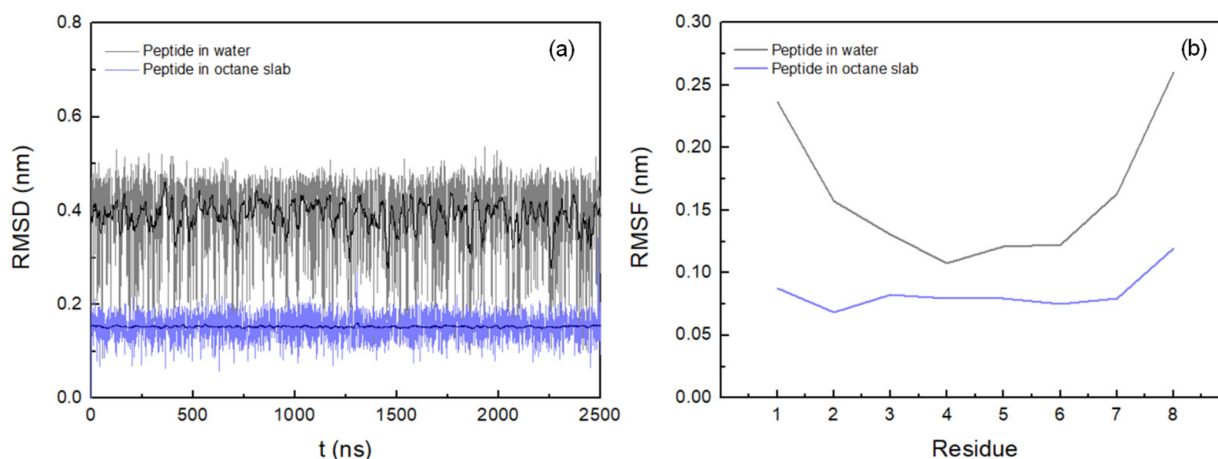 (a)
Peptide in water
Peptide in octane slab
RMSD (nm)
0.8
0.6
0.4
0.2
0.0
0 500 1000 1500 2000 2500
t (ns)
(b)
Peptide in water
Peptide in octane slab
RMSF (nm)
0.30
0.25
0.20
0.15
0.10
0.05
0.00
1 2 3 4 5 6 7 8
Residue